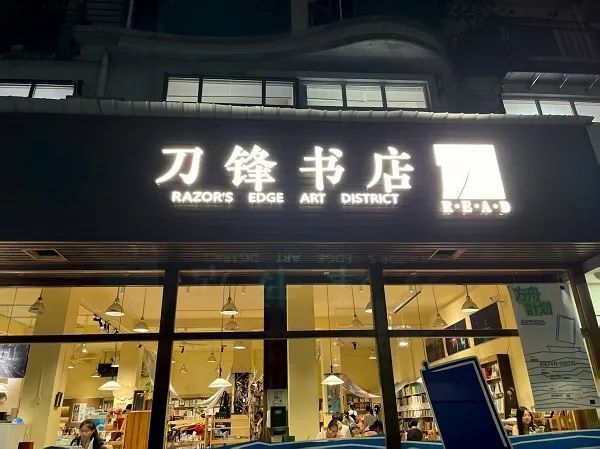 刀锋书店
RAZOR'S EDGE ART DISTRICT
R·E·A·D